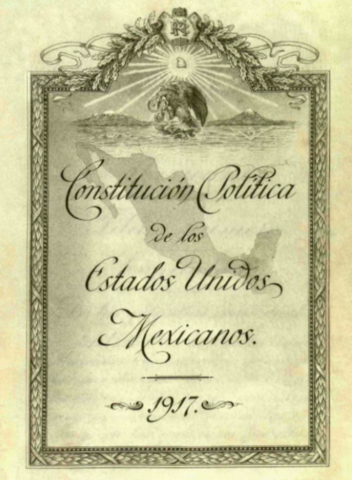 Constitución Política
de los
Estados Unidos
Mexicanos.
1917.